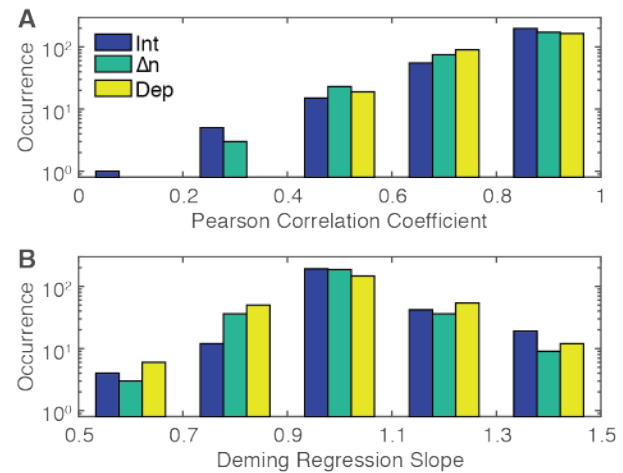 A
Occurrence
10²
10¹
10⁰
Int
Δn
Dep
0 0.2 0.4 0.6 0.8 1
Pearson Correlation Coefficient
B
Occurrence
10²
10¹
10⁰
0.5 0.7 0.9 1.1 1.3 1.5
Deming Regression Slope